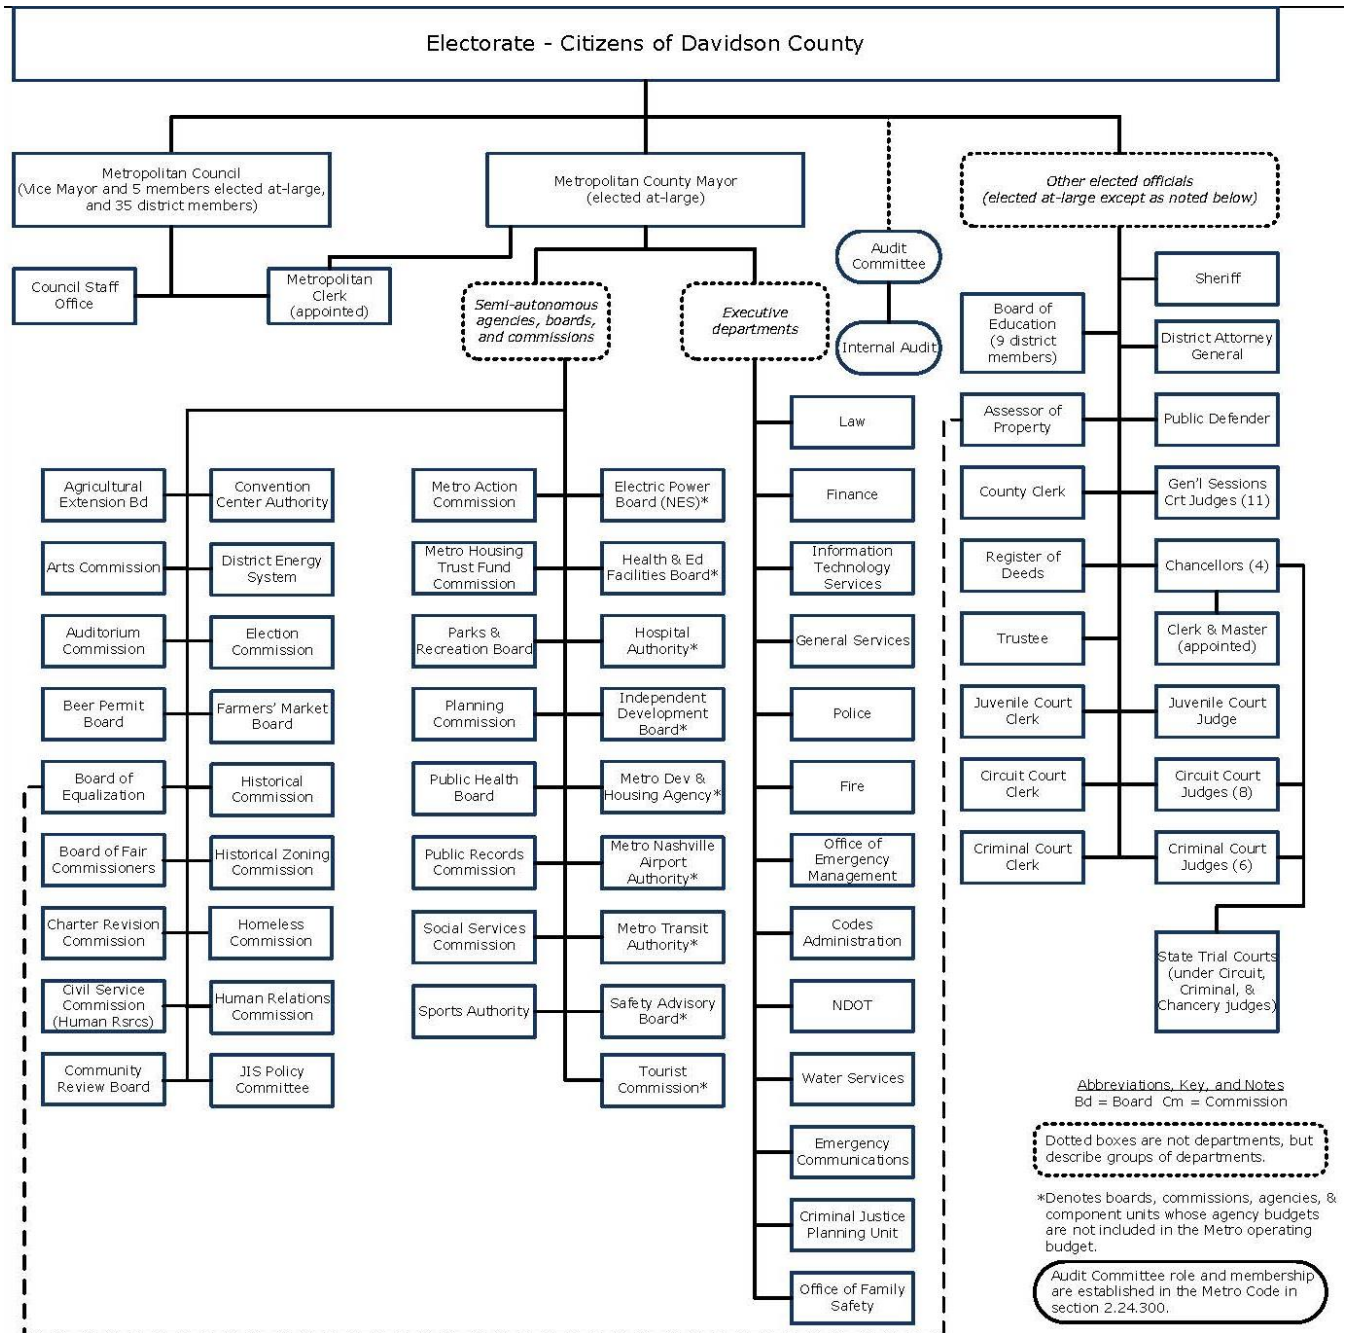 Electorate - Citizens of Davidson County
Metropolitan Council
(Vice Mayor and 5 members elected at-large,
and 35 district members)
Metropolitan County Mayor
(elected at-large)
Other elected officials
(elected at-large except as noted below)
Council Staff
Office
Metropolitan
Clerk
(appointed)
Semi-autonomous
agencies, boards,
and commissions
Executive
departments
Audit
Committee
Internal Audit
Sheriff
Board of
Education
(9 district
members)
District Attorney
General
Assessor of
Property
Public Defender
County Clerk
Gen'l Sessions
Crt Judges (11)
Register of
Deeds
Chancellors (4)
Trustee
Clerk & Master
(appointed)
Juvenile Court
Clerk
Juvenile Court
Judge
Circuit Court
Clerk
Circuit Court
Judges (8)
Criminal Court
Clerk
Criminal Court
Judges (6)
State Trial Courts
(under Circuit,
Criminal, &
Chancery judges)
Agricultural
Extension Bd
Convention
Center Authority
Arts Commission
District Energy
System
Auditorium
Commission
Election
Commission
Beer Permit
Board
Farmers' Market
Board
Board of
Equalization
Historical
Commission
Board of Fair
Commissioners
Historical Zoning
Commission
Charter Revision
Commission
Homeless
Commission
Civil Service
Commission
(Human Rsrcs)
Human Relations
Commission
Community
Review Board
JIS Policy
Committee
Metro Action
Commission
Electric Power
Board (NES)*
Metro Housing
Trust Fund
Commission
Health & Ed
Facilities Board*
Parks &
Recreation Board
Hospital
Authority*
Planning
Commission
Independent
Development
Board*
Public Health
Board
Metro Dev &
Housing Agency*
Public Records
Commission
Metro Nashville
Airport
Authority*
Social Services
Commission
Metro Transit
Authority*
Sports Authority
Safety Advisory
Board*
Tourist
Commission*
Law
Finance
Information
Technology
Services
General Services
Police
Fire
Office of
Emergency
Management
Codes
Administration
NDOT
Water Services
Emergency
Communications
Criminal Justice
Planning Unit
Office of Family
Safety
Abbreviations, Key, and Notes
Bd = Board Cm = Commission
Dotted boxes are not departments, but
describe groups of departments.
*Denotes boards, commissions, agencies, &
component units whose agency budgets
are not included in the Metro operating
budget.
Audit Committee role and membership
are established in the Metro Code in
section 2.24.300.